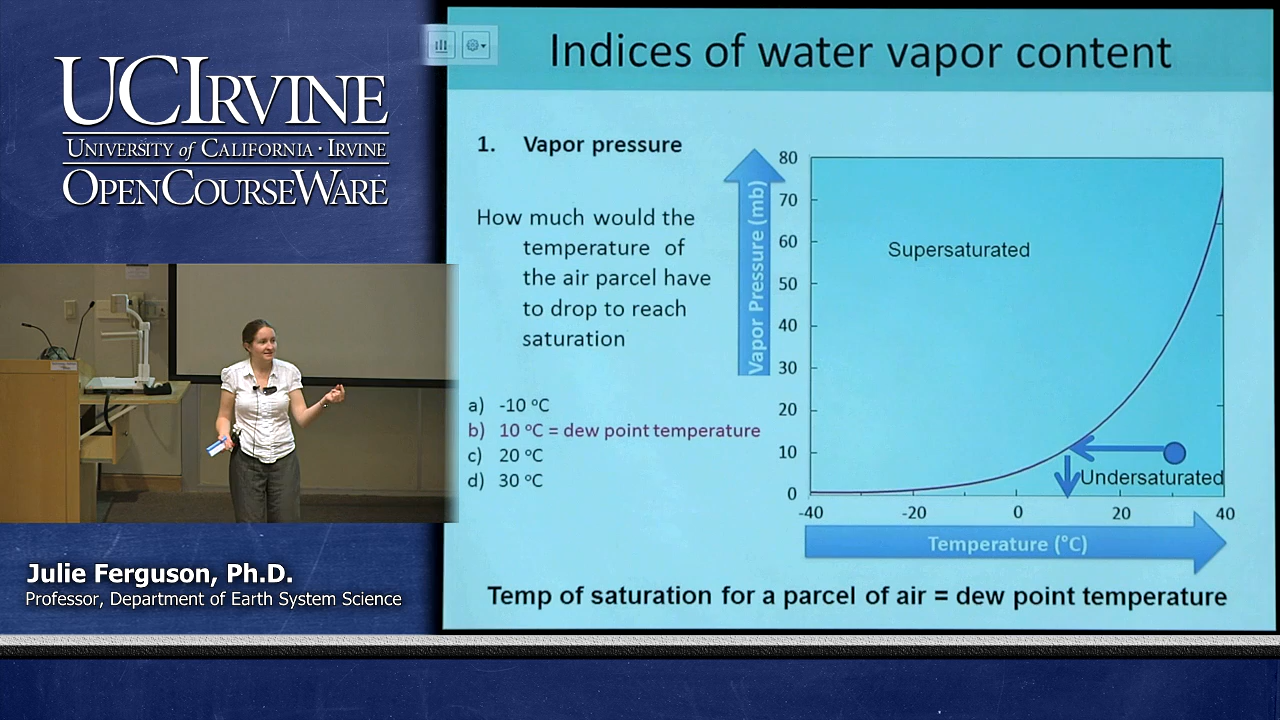 UCIRVINE
UNIVERSITY of CALIFORNIA · IRVINE
OPENCOURSEWARE
Julie Ferguson, Ph.D.
Professor, Department of Earth System Science
Indices of water vapor content
1. Vapor pressure
How much would the
temperature of
the air parcel have
to drop to reach
saturation
a) -10 °C
b) 10 °C = dew point temperature
c) 20 °C
d) 30 °C
Vapor Pressure (mb)
80
70
60
50
40
30
20
10
0
Supersaturated
Undersaturated
-40 -20 0 20 40
Temperature (°C)
Temp of saturation for a parcel of air = dew point temperature